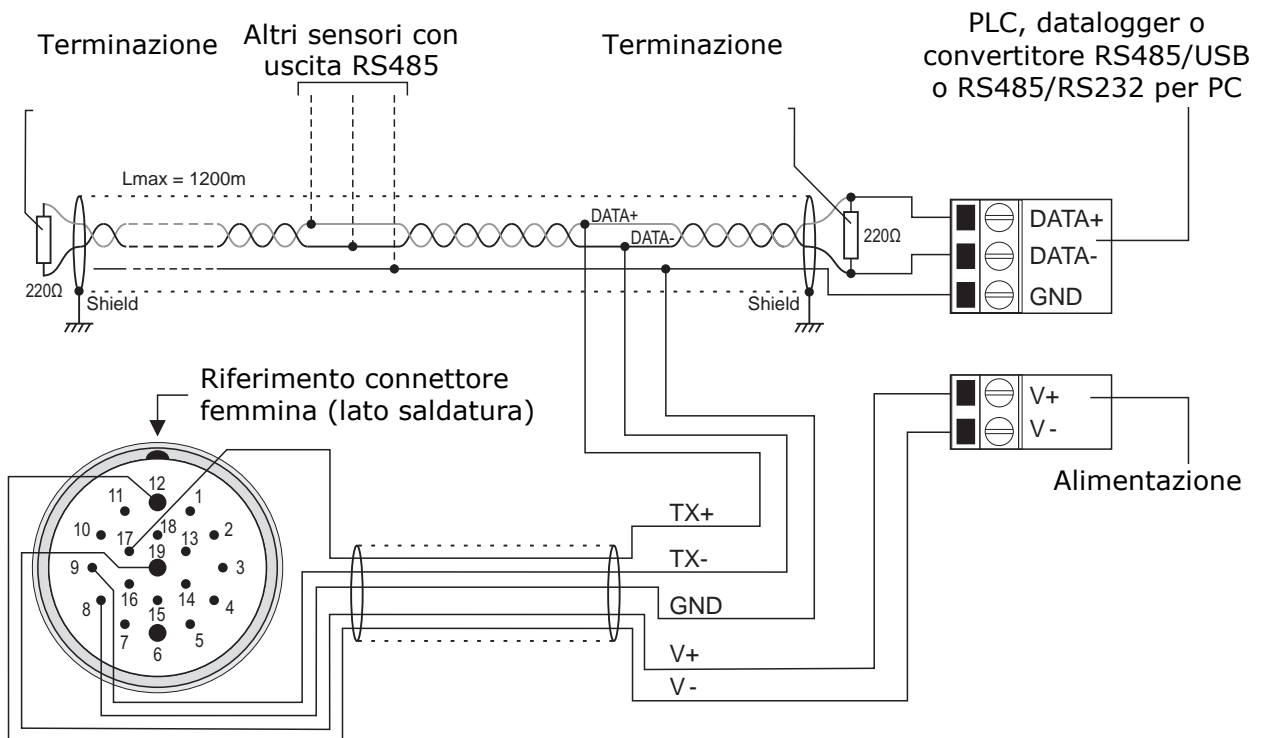 Terminazione
Altri sensori con
uscita RS485
Terminazione
PLC, datalogger o
convertitore RS485/USB
o RS485/RS232 per PC
Lmax = 1200m
DATA+
DATA-
220Ω
220Ω
Shield
Shield
DATA+
DATA-
GND
Riferimento connettore
femmina (lato saldatura)
V+
V-
Alimentazione
12
11
1
10
17
18
13
2
9
19
3
8
16
15
14
4
7
6
5
TX+
TX-
GND
V+
V-